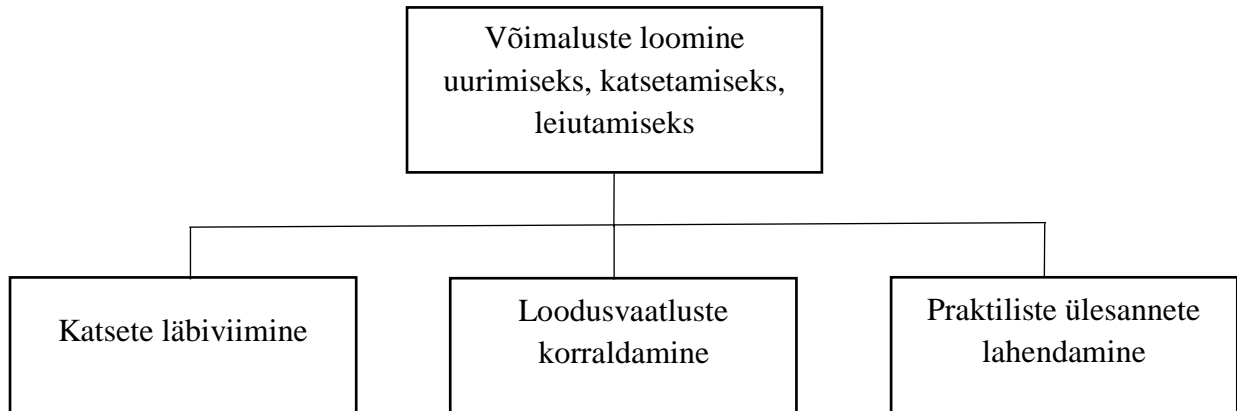 Võimaluste loomine
uurimiseks, katsetamiseks,
leiutamiseks
Katsete läbiviimine
Loodusvaatluste
korraldamine
Praktiliste ülesannete
lahendamine